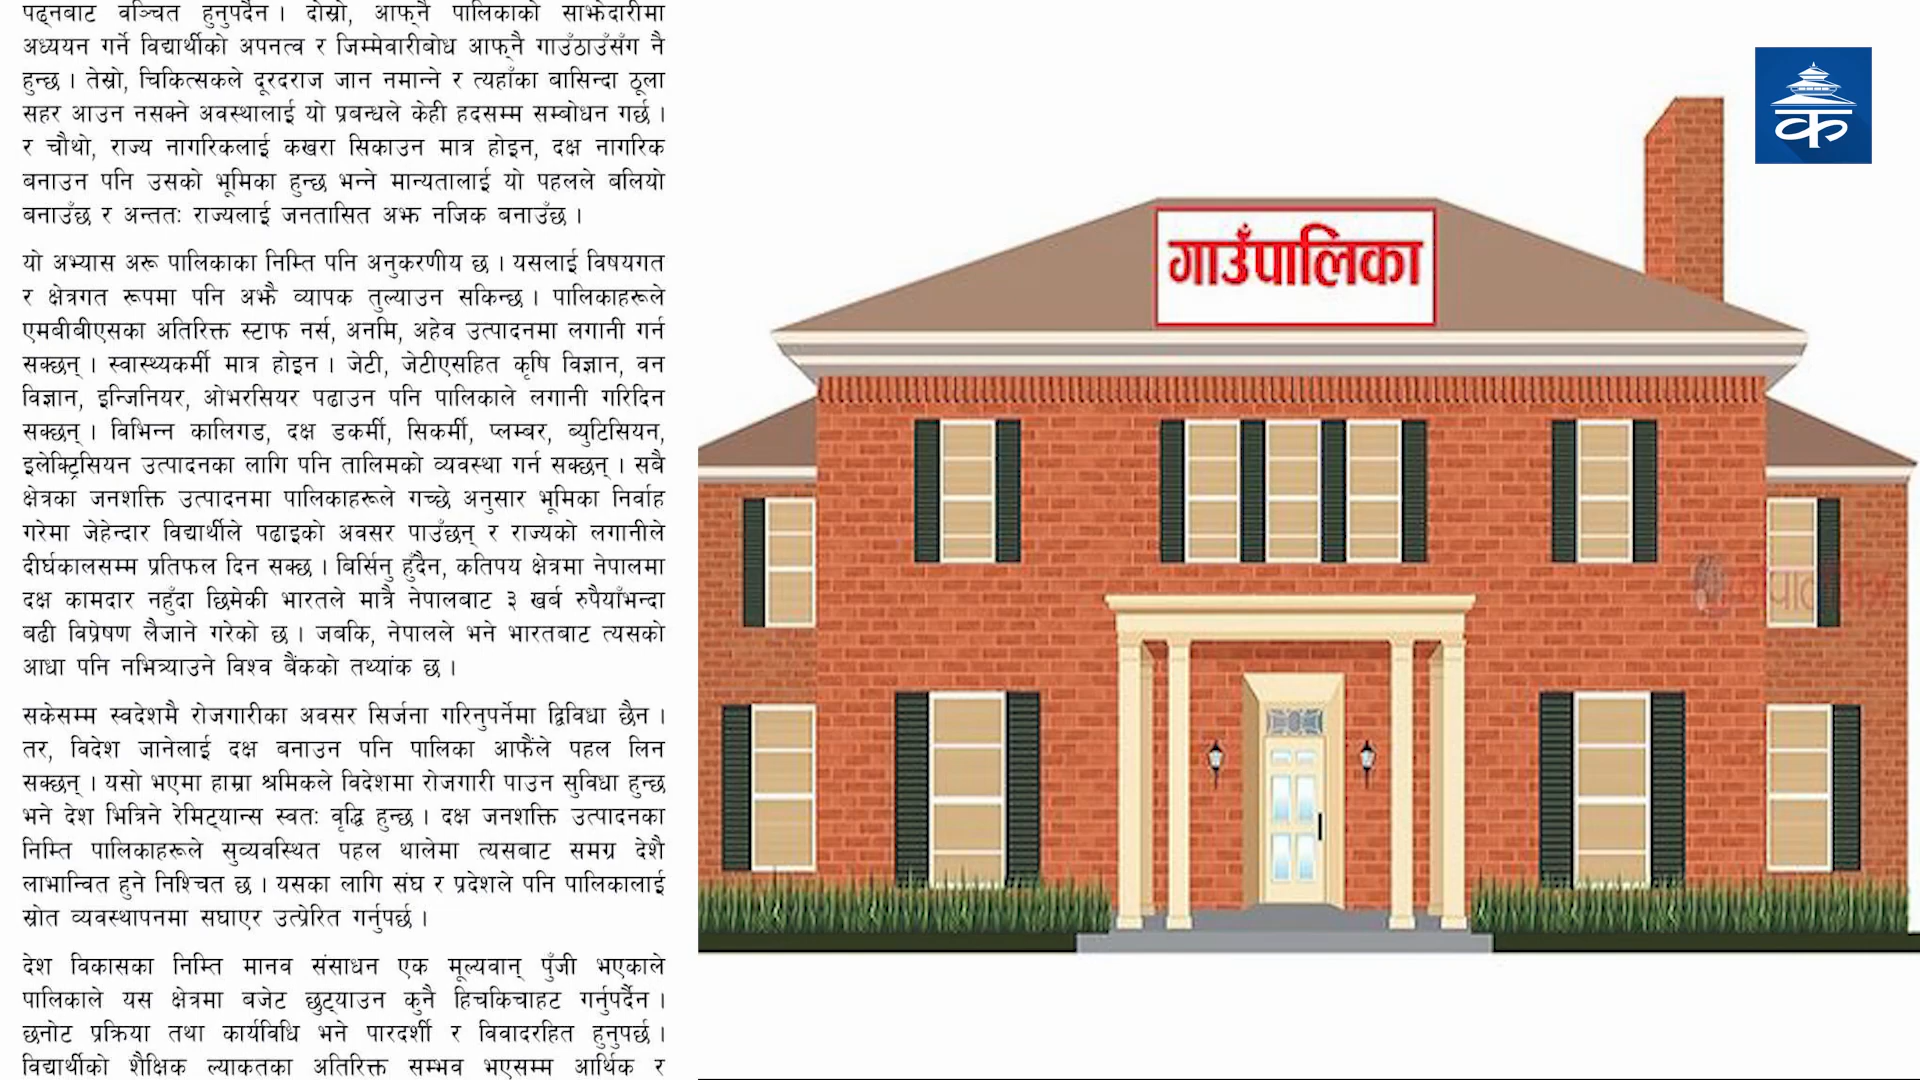 पढ्नबाट वञ्चित हुनुपर्दैन । दोस्रो, आफ्नै पालिकाको साझेदारीमा
अध्ययन गर्ने विद्यार्थीको अपनत्व र जिम्मेवारीबोध आफ्नै गाउँठाउँसँग नै
हुन्छ । तेस्रो, चिकित्सकले दूरदराज जान नमान्ने र त्यहाँका बासिन्दा ठूला
सहर आउन नसक्ने अवस्थालाई यो प्रबन्धले केही हदसम्म सम्बोधन गर्छ ।
र चौथो, राज्य नागरिकलाई कखरा सिकाउन मात्र होइन, दक्ष नागरिक
बनाउन पनि उसको भूमिका हुन्छ भन्ने मान्यतालाई यो पहलले बलियो
बनाउँछ र अन्ततः राज्यलाई जनतासित अझ नजिक बनाउँछ ।
यो अभ्यास अरू पालिकाका निम्ति पनि अनुकरणीय छ । यसलाई विषयगत
र क्षेत्रगत रूपमा पनि अझै व्यापक तुल्याउन सकिन्छ । पालिकाहरूले
एमबीबीएसका अतिरिक्त स्टाफ नर्स, अनमि, अहेव उत्पादनमा लगानी गर्न
सक्छन् । स्वास्थ्यकर्मी मात्र होइन । जेटी, जेटीएसहित कृषि विज्ञान, वन
विज्ञान, इन्जिनियर, ओभरसियर पढाउन पनि पालिकाले लगानी गरिदिन
सक्छन् । विभिन्न कालिगड, दक्ष डकर्मी, सिकर्मी, प्लम्बर, ब्युटिसियन,
इलेक्ट्रिसियन उत्पादनका लागि पनि तालिमको व्यवस्था गर्न सक्छन् । सबै
क्षेत्रका जनशक्ति उत्पादनमा पालिकाहरूले गच्छे अनुसार भूमिका निर्वाह
गरेमा जेहेन्दार विद्यार्थीले पढाइको अवसर पाउँछन् र राज्यको लगानीले
दीर्घकालसम्म प्रतिफल दिन सक्छ । बिर्सिनु हुँदैन, कतिपय क्षेत्रमा नेपालमा
दक्ष कामदार नहुँदा छिमेकी भारतले मात्रै नेपालबाट ३ खर्ब रुपैयाँभन्दा
बढी विप्रेषण लैजाने गरेको छ । जबकि, नेपालले भने भारतबाट त्यसको
आधा पनि नभित्र्याउने विश्व बैंकको तथ्यांक छ ।
सकेसम्म स्वदेशमै रोजगारीका अवसर सिर्जना गरिनुपर्नेमा द्विविधा छैन ।
तर, विदेश जानेलाई दक्ष बनाउन पनि पालिका आफैंले पहल लिन
सक्छन् । यसो भएमा हाम्रा श्रमिकले विदेशमा रोजगारी पाउन सुविधा हुन्छ
भने देश भित्रिने रेमिट्यान्स स्वतः वृद्धि हुन्छ । दक्ष जनशक्ति उत्पादनका
निम्ति पालिकाहरूले सुव्यवस्थित पहल थालेमा त्यसबाट समग्र देशै
लाभान्वित हुने निश्चित छ । यसका लागि संघ र प्रदेशले पनि पालिकालाई
स्रोत व्यवस्थापनमा सघाएर उत्प्रेरित गर्नुपर्छ ।
देश विकासका निम्ति मानव संसाधन एक मूल्यवान् पुँजी भएकाले
पालिकाले यस क्षेत्रमा बजेट छुट्याउन कुनै हिचकिचाहट गर्नुपर्दैन ।
छनोट प्रक्रिया तथा कार्यविधि भने पारदर्शी र विवादरहित हुनुपर्छ ।
विद्यार्थीको शैक्षिक ल्याकतका अतिरिक्त सम्भव भएसम्म आर्थिक र
गाउँपालिका
क